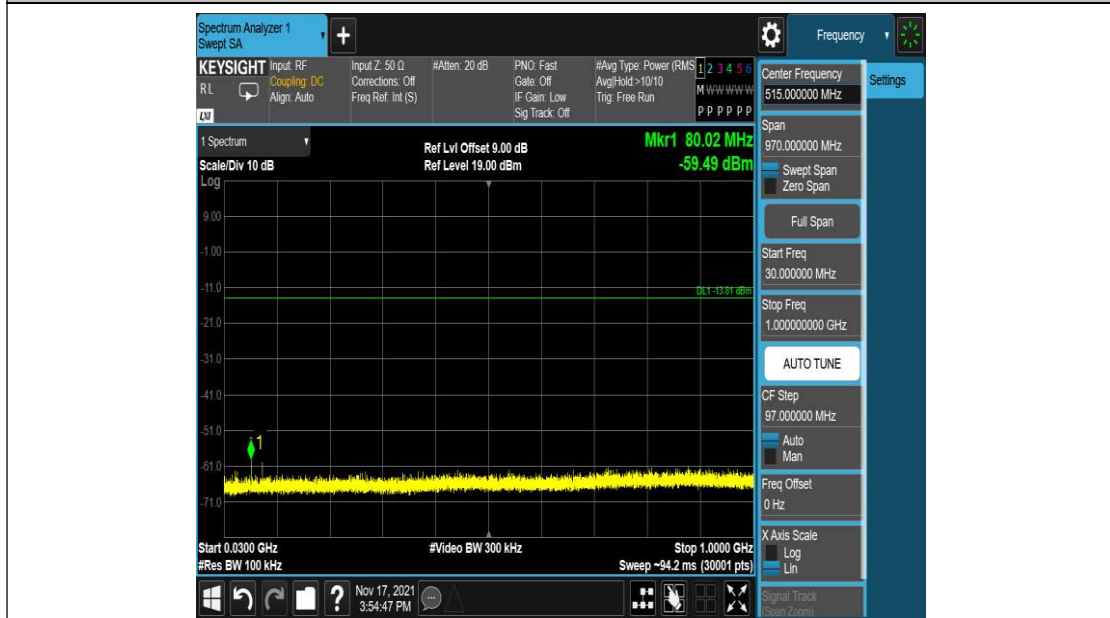 Spectrum Analyzer 1
Swept SA
+
Frequency
KEYSIGHT
RL
LXI
Input: RF
Coupling: DC
Align: Auto
Input Z: 50 Ω
Corrections: Off
Freq Ref: Int (S)
#Atten: 20 dB
PNO: Fast
Gate: Off
IF Gain: Low
Sig Track: Off
#Avg Type: Power (RMS
Avg|Hold:>10/10
Trig: Free Run
1 2 3 4 5 6
M W W W W W
P P P P P P
1 Spectrum
Scale/Div 10 dB
Log
Ref Lvl Offset 9.00 dB
Ref Level 19.00 dBm
Mkr1 80.02 MHz
-59.49 dBm
9.00
-1.00
-11.0
DL1 -13.81 dBm
-21.0
-31.0
-41.0
-51.0
1
-61.0
-71.0
Start 0.0300 GHz
#Res BW 100 kHz
#Video BW 300 kHz
Stop 1.0000 GHz
Sweep ~94.2 ms (30001 pts)
Center Frequency
515.000000 MHz
Settings
Span
970.000000 MHz
Swept Span
Zero Span
Full Span
Start Freq
30.000000 MHz
Stop Freq
1.000000000 GHz
AUTO TUNE
CF Step
97.000000 MHz
Auto
Man
Freq Offset
0 Hz
X Axis Scale
Log
Lin
Signal Track
(Span Zoom)
?
Nov 17, 2021
3:54:47 PM